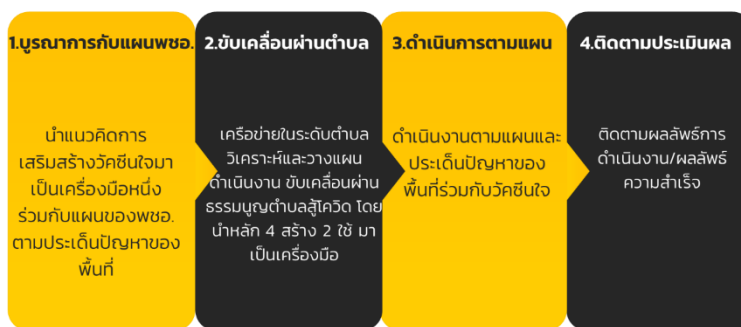 1.บูรณาการกับแผนพชอ.
นำแนวคิดการ
เสริมสร้างวัคซีนใจมา
เป็นเครื่องมือหนึ่ง
ร่วมกับแผนของพชอ.
ตามประเด็นปัญหาของ
พื้นที่
2.ขับเคลื่อนผ่านตำบล
เครือข่ายในระดับตำบล
วิเคราะห์และวางแผน
ดำเนินงาน ขับเคลื่อนผ่าน
ธรรมนูญตำบลสู้โควิด โดย
นำหลัก 4 สร้าง 2 ใช้ มา
เป็นเครื่องมือ
3.ดำเนินการตามแผน
ดำเนินงานตามแผนและ
ประเด็นปัญหาของ
พื้นที่ร่วมกับวัคซีนใจ
4.ติดตามประเมินผล
ติดตามผลลัพธ์การ
ดำเนินงาน/ผลลัพธ์
ความสำเร็จ